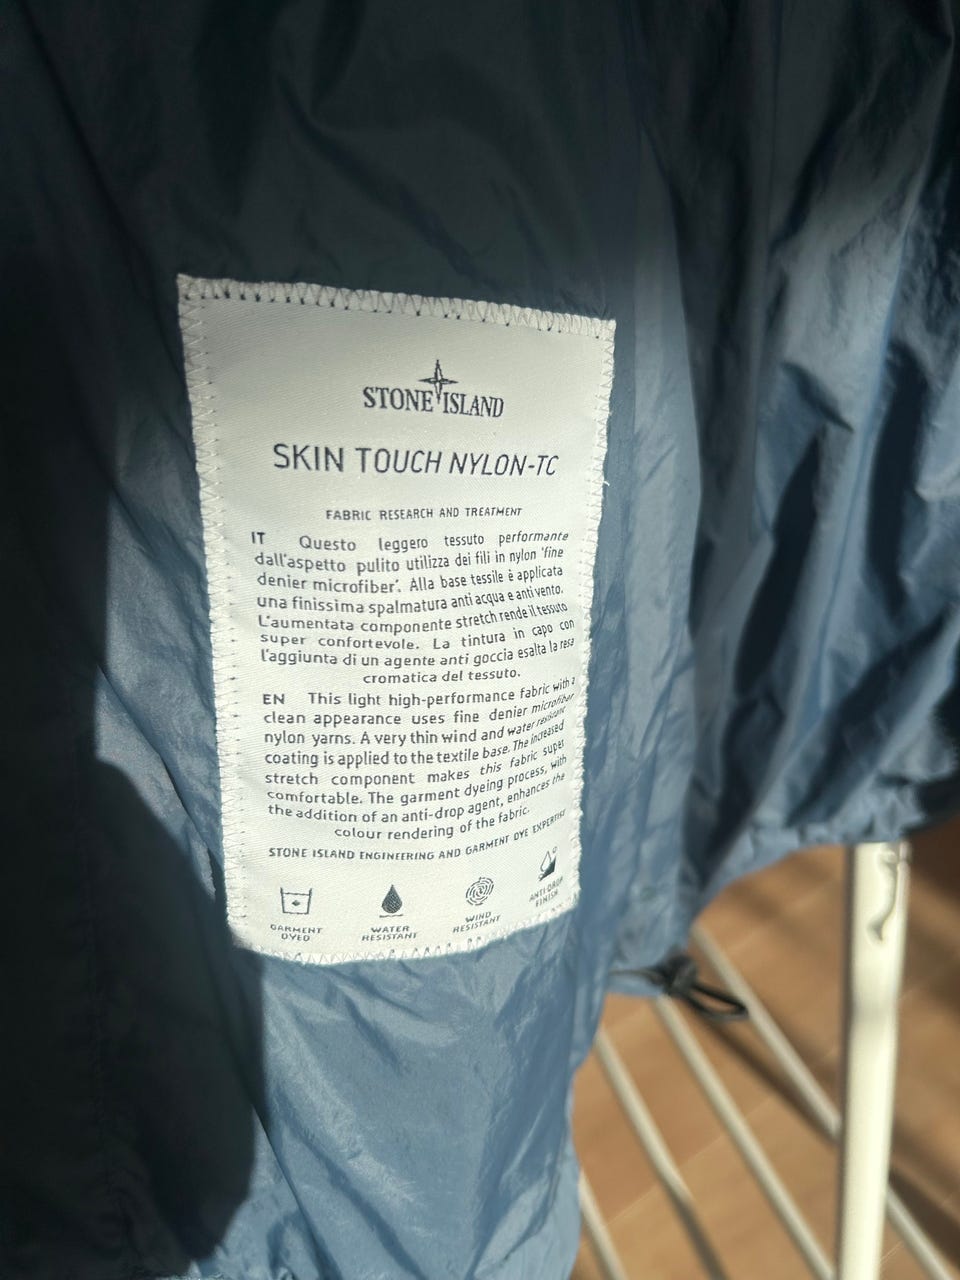 STONE ISLAND
SKIN TOUCH NYLON-TC
FABRIC RESEARCH AND TREATMENT
IT Questo leggero tessuto performante
dall'aspetto pulito utilizza dei fili in nylon 'fine
denier microfiber'. Alla base tessile è applicata
una finissima spalmatura anti acqua e anti vento.
L'aumentata componente stretch rende il tessuto
super confortevole. La tintura in capo con
l'aggiunta di un agente anti goccia esalta la resa
cromatica del tessuto.
EN This light high-performance fabric with a
clean appearance uses fine denier microfiber
nylon yarns. A very thin wind and water resistant
coating is applied to the textile base. The increased
stretch component makes this fabric super
comfortable. The garment dyeing process, with
the addition of an anti-drop agent, enhances the
colour rendering of the fabric.
STONE ISLAND ENGINEERING AND GARMENT DYE EXPERTISE
GARMENT DYED
WATER RESISTANT
WIND RESISTANT
ANTI-DROP FINISH